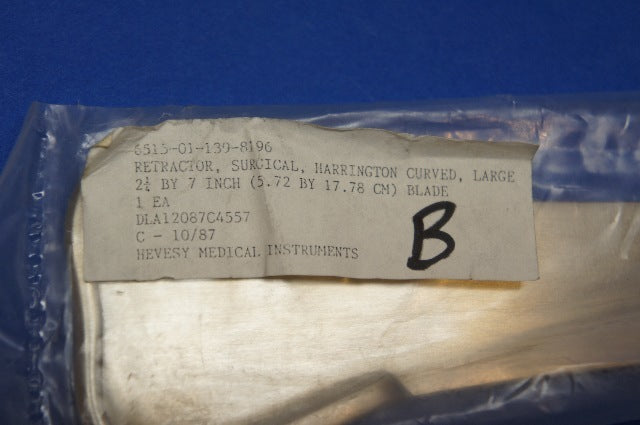 6515-01-139-8196
RETRACTOR, SURGICAL, HARRINGTON CURVED, LARGE
2¼ BY 7 INCH (5.72 BY 17.78 CM) BLADE
1 EA
DLA12087C4557
C - 10/87
HEVESY MEDICAL INSTRUMENTS
B